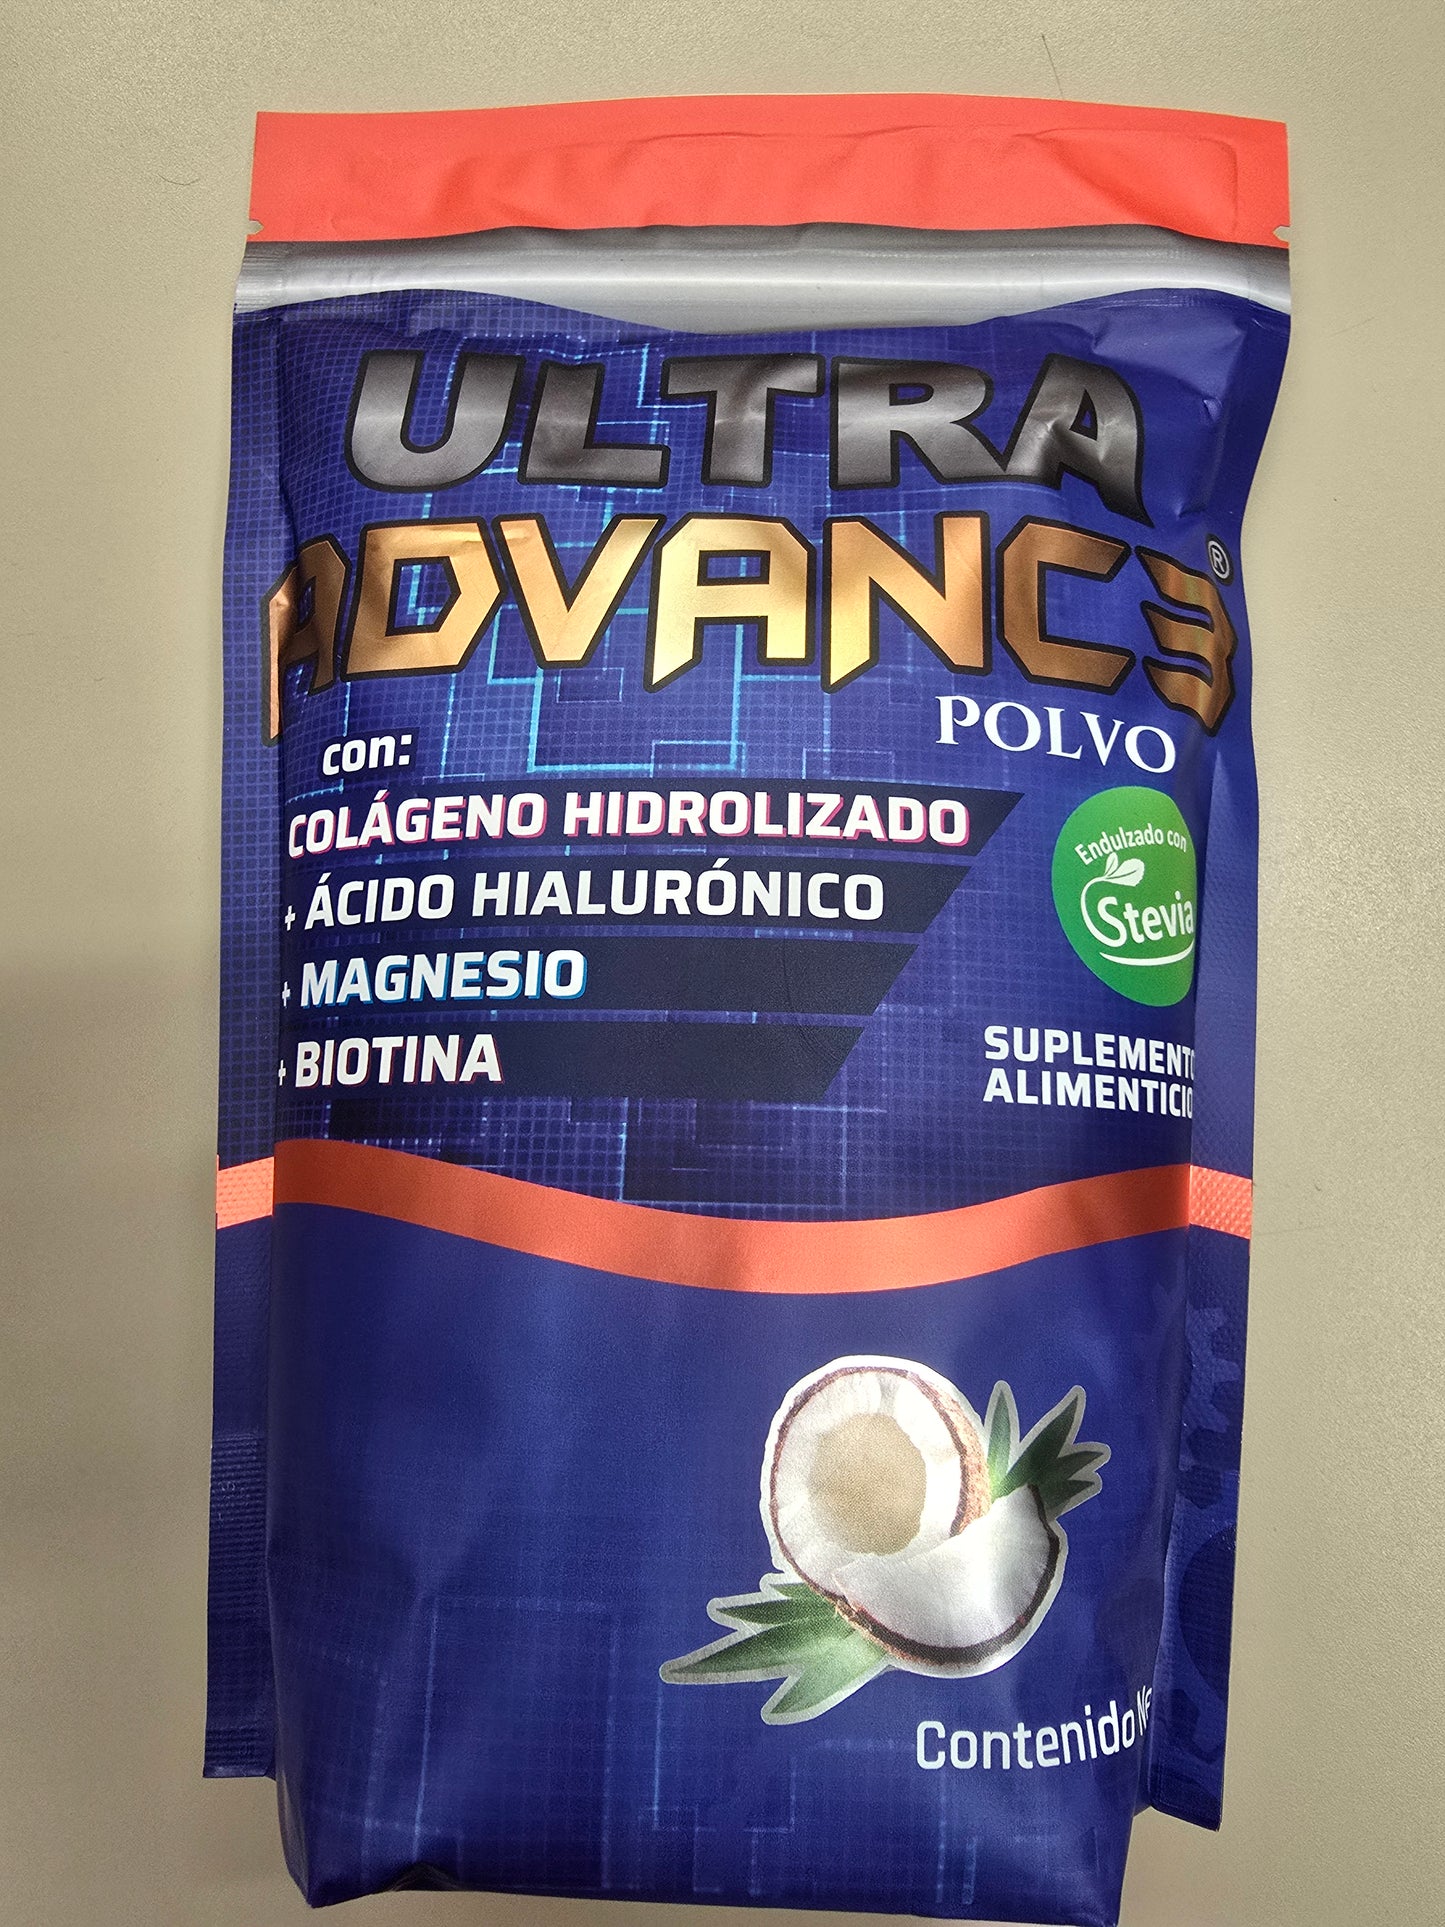 ULTRA
ADVANC3®
POLVO
con:
COLÁGENO HIDROLIZADO
+ ÁCIDO HIALURÓNICO
+ MAGNESIO
+ BIOTINA
Endulzado con
Stevia
SUPLEMENTO
ALIMENTICIO
Contenido